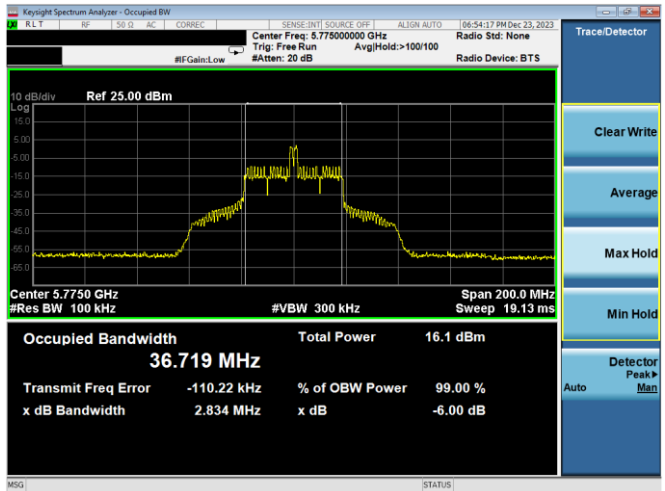 Keysight Spectrum Analyzer - Occupied BW
RLT RF 50 Ω AC CORREC SENSE:INT SOURCE OFF ALIGN AUTO 06:54:17 PM Dec 23, 2023
Center Freq: 5.775000000 GHz Radio Std: None
Trig: Free Run Avg|Hold:>100/100
#IFGain:Low #Atten: 20 dB Radio Device: BTS
Trace/Detector
10 dB/div Ref 25.00 dBm
Log
15.0
5.00
-5.00
-15.0
-25.0
-35.0
-45.0
-55.0
-65.0
Center 5.7750 GHz Span 200.0 MHz
#Res BW 100 kHz #VBW 300 kHz Sweep 19.13 ms
Occupied Bandwidth Total Power 16.1 dBm
36.719 MHz
Transmit Freq Error -110.22 kHz % of OBW Power 99.00 %
x dB Bandwidth 2.834 MHz x dB -6.00 dB
Clear Write
Average
Max Hold
Min Hold
Detector
Peak▶
Auto Man
MSG STATUS